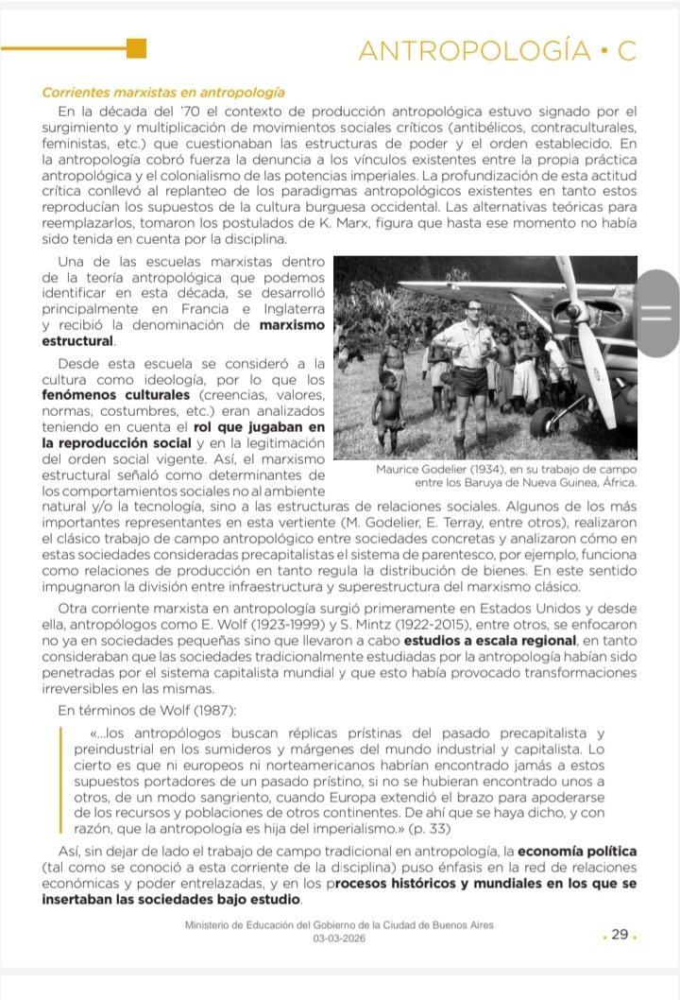 ANTROPOLOGÍA • C
Corrientes marxistas en antropología
En la década del '70 el contexto de producción antropológica estuvo signado por el
surgimiento y multiplicación de movimientos sociales críticos (antibélicos, contraculturales,
feministas, etc.) que cuestionaban las estructuras de poder y el orden establecido. En
la antropología cobró fuerza la denuncia a los vínculos existentes entre la propia práctica
antropológica y el colonialismo de las potencias imperiales. La profundización de esta actitud
crítica conllevó al replanteo de los paradigmas antropológicos existentes en tanto estos
reproducían los supuestos de la cultura burguesa occidental. Las alternativas teóricas para
reemplazarlos, tomaron los postulados de K. Marx, figura que hasta ese momento no había
sido tenida en cuenta por la disciplina.
Una de las escuelas marxistas dentro
de la teoría antropológica que podemos
identificar en esta década, se desarrolló
principalmente en Francia e Inglaterra
y recibió la denominación de marxismo
estructural.
Desde esta escuela se consideró a la
cultura como ideología, por lo que los
fenómenos culturales (creencias, valores,
normas, costumbres, etc.) eran analizados
teniendo en cuenta el rol que jugaban en
la reproducción social y en la legitimación
del orden social vigente. Así, el marxismo
estructural señaló como determinantes de
los comportamientos sociales no al ambiente
Maurice Godelier (1934), en su trabajo de campo
entre los Baruya de Nueva Guinea, África.
natural y/o la tecnología, sino a las estructuras de relaciones sociales. Algunos de los más
importantes representantes en esta vertiente (M. Godelier, E. Terray, entre otros), realizaron
el clásico trabajo de campo antropológico entre sociedades concretas y analizaron cómo en
estas sociedades consideradas precapitalistas el sistema de parentesco, por ejemplo, funciona
como relaciones de producción en tanto regula la distribución de bienes. En este sentido
impugnaron la división entre infraestructura y superestructura del marxismo clásico.
Otra corriente marxista en antropología surgió primeramente en Estados Unidos y desde
ella, antropólogos como E. Wolf (1923-1999) y S. Mintz (1922-2015), entre otros, se enfocaron
no ya en sociedades pequeñas sino que llevaron a cabo estudios a escala regional, en tanto
consideraban que las sociedades tradicionalmente estudiadas por la antropología habían sido
penetradas por el sistema capitalista mundial y que esto había provocado transformaciones
irreversibles en las mismas.
En términos de Wolf (1987):
«...los antropólogos buscan réplicas prístinas del pasado precapitalista y
preindustrial en los sumideros y márgenes del mundo industrial y capitalista. Lo
cierto es que ni europeos ni norteamericanos habrían encontrado jamás a estos
supuestos portadores de un pasado prístino, si no se hubieran encontrado unos a
otros, de un modo sangriento, cuando Europa extendió el brazo para apoderarse
de los recursos y poblaciones de otros continentes. De ahí que se haya dicho, y con
razón, que la antropología es hija del imperialismo.» (p. 33)
Así, sin dejar de lado el trabajo de campo tradicional en antropología, la economía política
(tal como se conoció a esta corriente de la disciplina) puso énfasis en la red de relaciones
económicas y poder entrelazadas, y en los procesos históricos y mundiales en los que se
insertaban las sociedades bajo estudio.
Ministerio de Educación del Gobierno de la Ciudad de Buenos Aires
03-03-2026
. 29 .